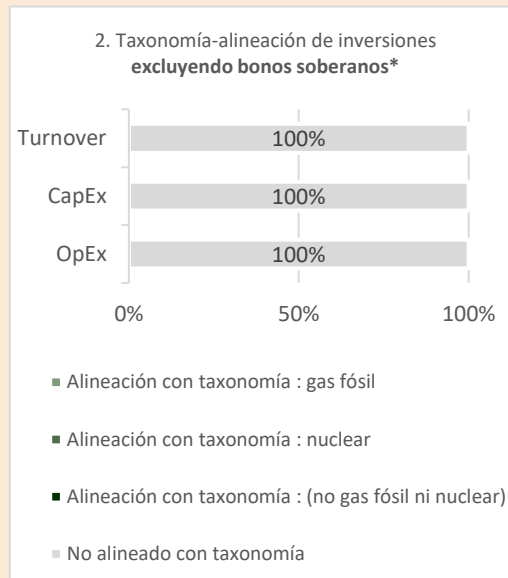 2. Taxonomía-alineación de inversiones
excluyendo bonos soberanos*
Turnover 100%
CapEx 100%
OpEx 100%
0% 50% 100%
Alineación con taxonomía : gas fósil
Alineación con taxonomía : nuclear
Alineación con taxonomía : (no gas fósil ni nuclear)
No alineado con taxonomía